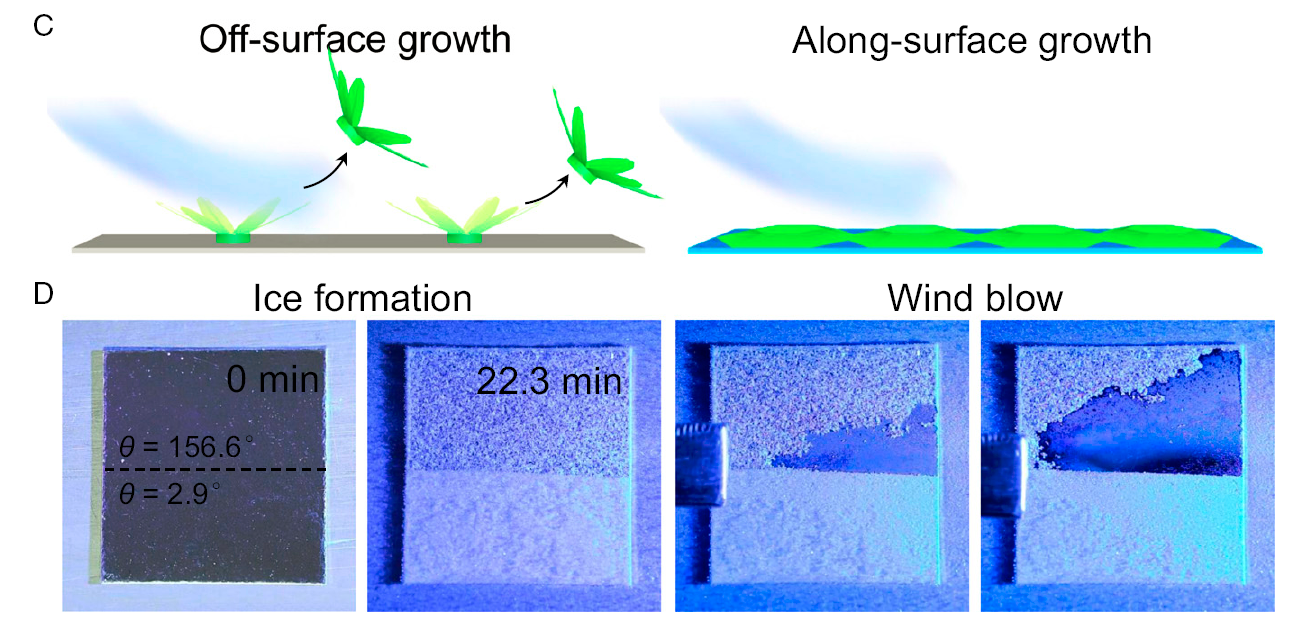 C
Off-surface growth
Along-surface growth
D
Ice formation
Wind blow
0 min
22.3 min
θ = 156.6°
θ = 2.9°